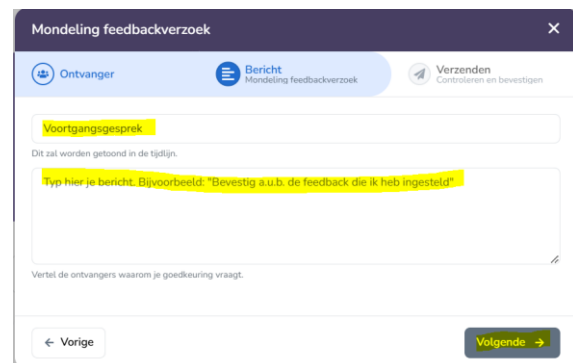 Mondeling feedbackverzoek
Ontvanger
Bericht
Mondeling feedbackverzoek
Verzenden
Controleren en bevestigen
Voortgangsgesprek
Dit zal worden getoond in de tijdlijn.
Typ hier je bericht. Bijvoorbeeld: "Bevestig a.u.b. de feedback die ik heb ingesteld"
Vertel de ontvangers waarom je goedkeuring vraagt.
← Vorige
Volgende →